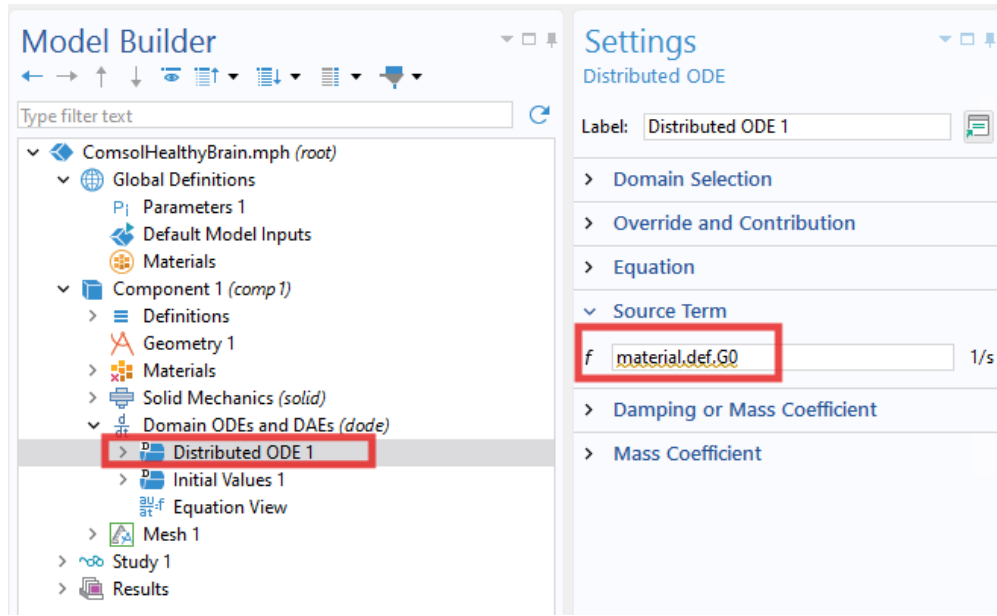 Model Builder
Type filter text
ComsolHealthyBrain.mph (root)
Global Definitions
Pi Parameters 1
Default Model Inputs
Materials
Component 1 (comp1)
Definitions
Geometry 1
Materials
Solid Mechanics (solid)
d/dt Domain ODEs and DAEs (dode)
D Distributed ODE 1
D Initial Values 1
∂u/∂t=f Equation View
Mesh 1
Study 1
Results
Settings
Distributed ODE
Label: Distributed ODE 1
Domain Selection
Override and Contribution
Equation
Source Term
f material.def.G0 1/s
Damping or Mass Coefficient
Mass Coefficient